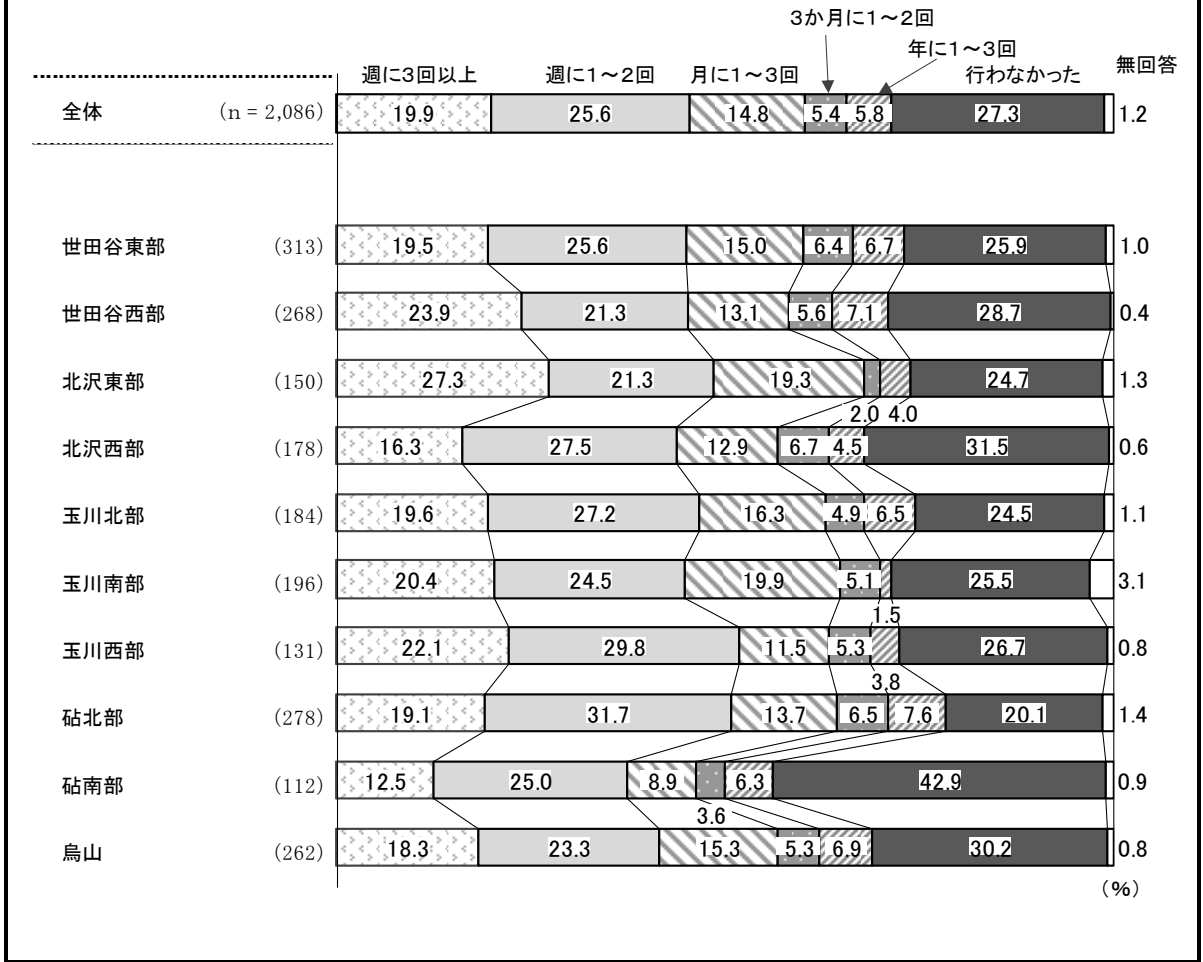 3か月に1～2回
年に1～3回
週に3回以上 週に1～2回 月に1～3回 行わなかった 無回答
全体 (n = 2,086) 19.9 25.6 14.8 5.4 5.8 27.3 1.2
世田谷東部 (313) 19.5 25.6 15.0 6.4 6.7 25.9 1.0
世田谷西部 (268) 23.9 21.3 13.1 5.6 7.1 28.7 0.4
北沢東部 (150) 27.3 21.3 19.3 24.7 1.3
2.0 4.0
北沢西部 (178) 16.3 27.5 12.9 6.7 4.5 31.5 0.6
玉川北部 (184) 19.6 27.2 16.3 4.9 6.5 24.5 1.1
玉川南部 (196) 20.4 24.5 19.9 5.1 25.5 3.1
1.5
玉川西部 (131) 22.1 29.8 11.5 5.3 26.7 0.8
3.8
砧北部 (278) 19.1 31.7 13.7 6.5 7.6 20.1 1.4
砧南部 (112) 12.5 25.0 8.9 6.3 42.9 0.9
3.6
烏山 (262) 18.3 23.3 15.3 5.3 6.9 30.2 0.8
(%)